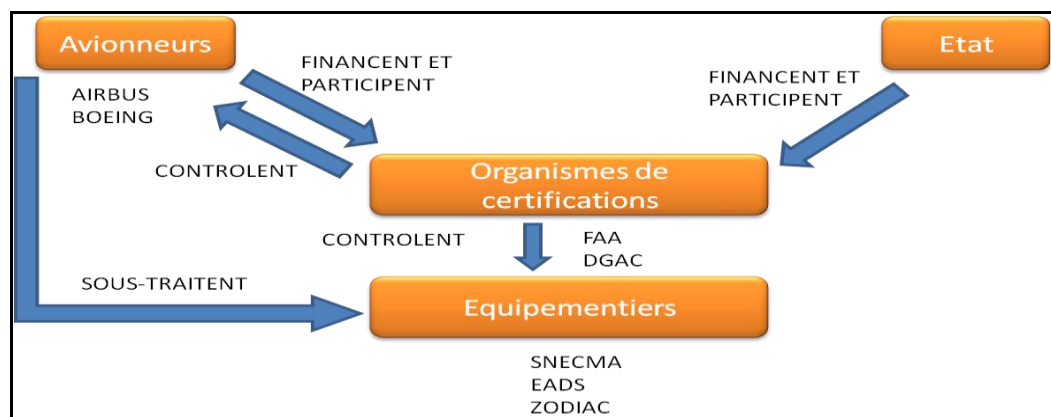 Avionneurs
Etat
FINANCENT ET
PARTICIPENT
FINANCENT ET
PARTICIPENT
AIRBUS
BOEING
CONTROLENT
Organismes de
certifications
CONTROLENT
FAA
DGAC
SOUS-TRAITENT
Equipementiers
SNECMA
EADS
ZODIAC